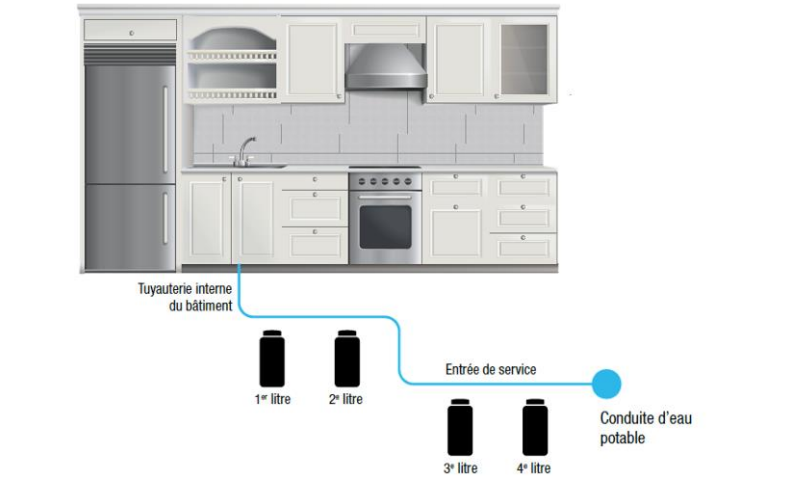 Tuyauterie interne
du bâtiment
1er litre
2e litre
Entrée de service
Conduite d'eau
potable
3e litre
4e litre